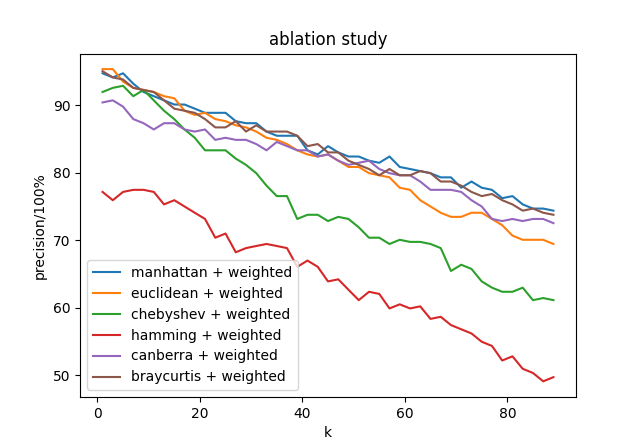 ablation study
precision/100%
90
80
70
60
50
manhattan + weighted
euclidean + weighted
chebyshev + weighted
hamming + weighted
canberra + weighted
braycurtis + weighted
0
20
40
60
80
k